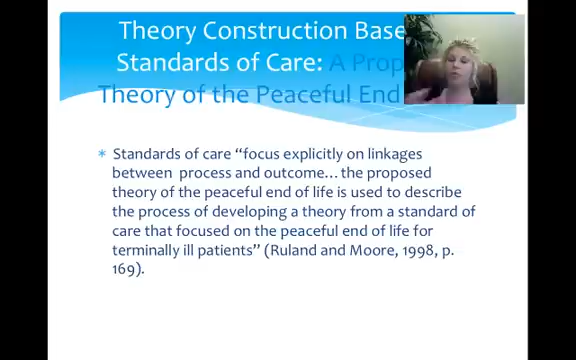 Theory Construction Base
Standards of Care: A Prop
Theory of the Peaceful End
* Standards of care “focus explicitly on linkages
between process and outcome…the proposed
theory of the peaceful end of life is used to describe
the process of developing a theory from a standard of
care that focused on the peaceful end of life for
terminally ill patients” (Ruland and Moore, 1998, p.
169).